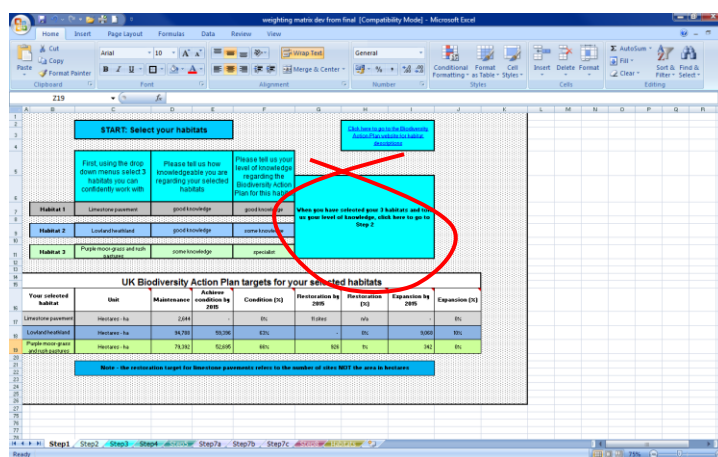 weighting matrix dev from final [Compatibility Mode] - Microsoft Excel
Home Insert Page Layout Formulas Data Review View
Cut Arial 10 Wrap Text General Σ AutoSum
Copy Fill
Paste Format Painter B I U Merge & Center Conditional Format Cell Insert Delete Format Clear Sort & Find &
Formatting as Table Styles Filter Select
Clipboard Font Alignment Number Styles Cells Editing
Z19 fx
A B C D E F G H I J K L M N O P Q R
START: Select your habitats
Click here to go to the Biodiversity
Action Plan website for habitat
descriptions
First, using the drop
down menus select 3
habitats you can
confidently work with
Please tell us how
knowledgeable you are
regarding your selected
habitats
Please tell us your
level of knowledge
regarding the
Biodiversity Action
Plan for this habitat
When you have selected your 3 habitats and told
us your level of knowledge, click here to go to
Step 2
Habitat 1 Limestone pavement good knowledge good knowledge
Habitat 2 Lowland heathland good knowledge some knowledge
Habitat 3 Purple moor-grass and rush
pastures some knowledge specialist
UK Biodiversity Action Plan targets for your selected habitats
Your selected
habitat Unit Maintenance Achieve
condition by
2015 Condition (%) Restoration by
2015 Restoration
(%) Expansion by
2015 Expansion (%)
Limestone pavement Hectares - ha 2,644 - 0% 11 sites n/a - 0%
Lowland heathland Hectares - ha 94,788 59,396 63% - 0% 9,000 10%
Purple moor-grass
and rush pastures Hectares - ha 79,392 52,695 66% 826 1% 342 0%
Note - the restoration target for limestone pavements refers to the number of sites NOT the area in hectares
Step1 Step2 Step3 Step4 Step7a Step7b Step7c
Ready 75%